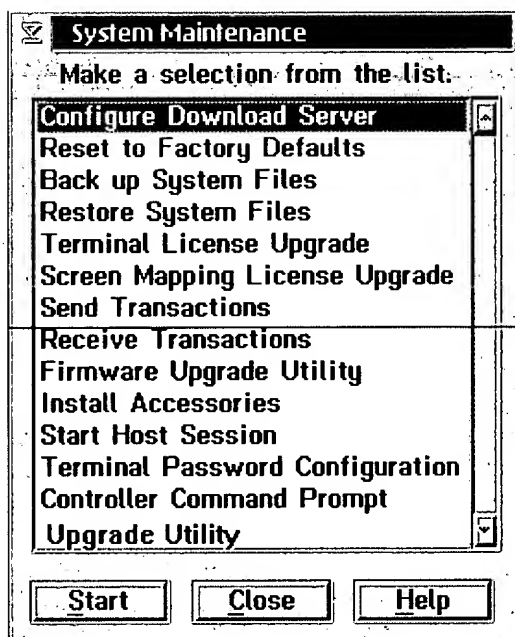 System Maintenance
Make a selection from the list.
Configure Download Server
Reset to Factory Defaults
Back up System Files
Restore System Files
Terminal License Upgrade
Screen Mapping License Upgrade
Send Transactions
Receive Transactions
Firmware Upgrade Utility
Install Accessories
Start Host Session
Terminal Password Configuration
Controller Command Prompt
Upgrade Utility
Start Close Help